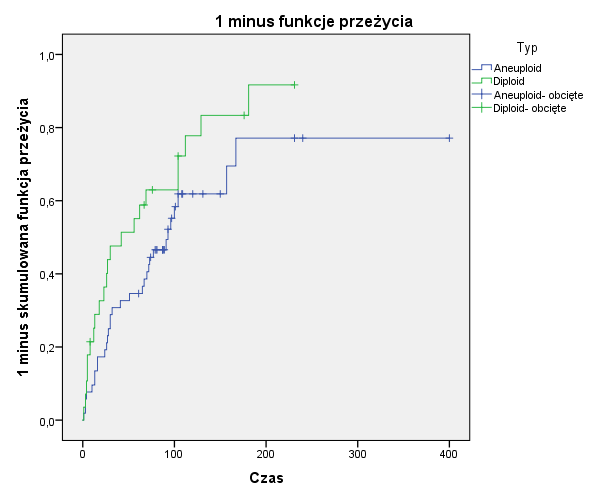 1 minus funkcje przeżycia
Typ
Aneuploid
Diploid
Aneuploid- obcięte
Diploid- obcięte
1 minus skumulowana funkcja przeżycia
1,0
0,8
0,6
0,4
0,2
0,0
0 100 200 300 400
Czas